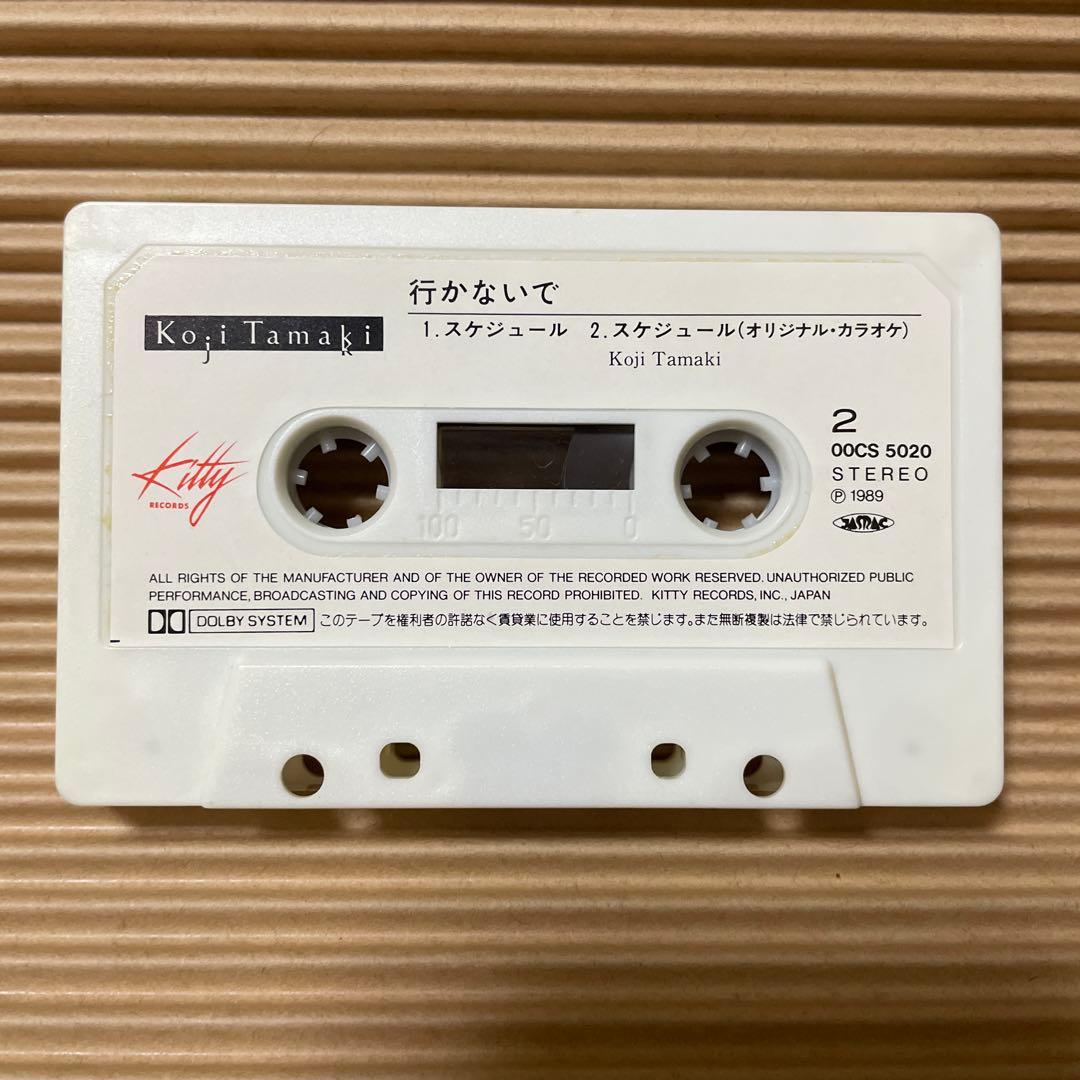 行かないで
Koji Tamaki
1. スケジュール 2. スケジュール(オリジナル・カラオケ)
Koji Tamaki
Kitty
RECORDS
2
00CS 5020
STEREO
Ⓟ 1989
JASRAC
100 50 0
ALL RIGHTS OF THE MANUFACTURER AND OF THE OWNER OF THE RECORDED WORK RESERVED. UNAUTHORIZED PUBLIC
PERFORMANCE, BROADCASTING AND COPYING OF THIS RECORD PROHIBITED. KITTY RECORDS, INC., JAPAN
DOLBY SYSTEM このテープを権利者の許諾なく賃貸業に使用することを禁じます。また無断複製は法律で禁じられています。